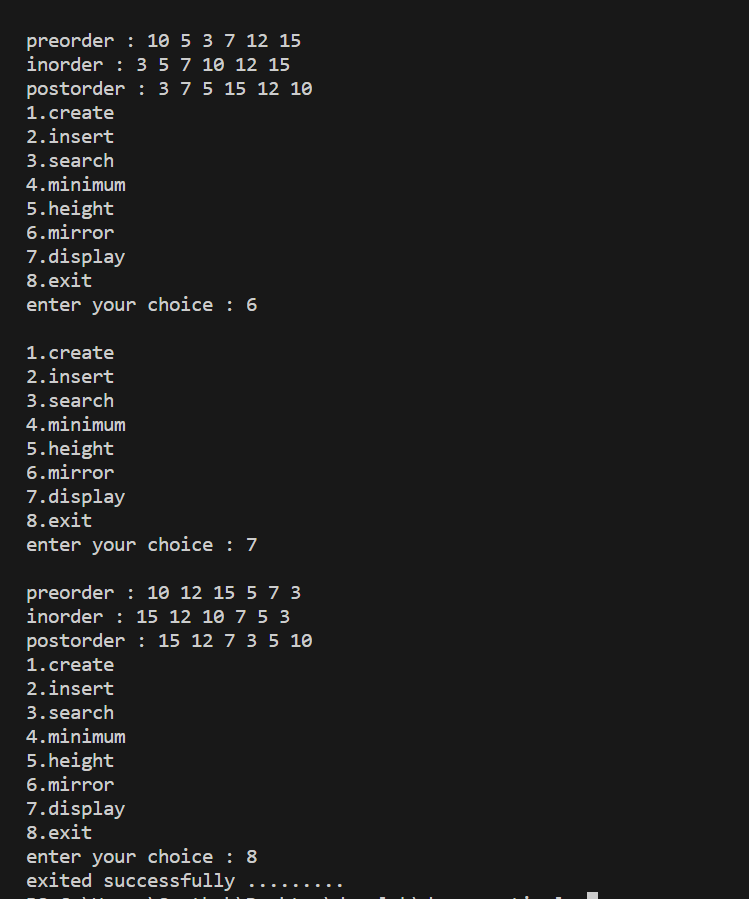 preorder : 10 5 3 7 12 15
inorder : 3 5 7 10 12 15
postorder : 3 7 5 15 12 10
1.create
2.insert
3.search
4.minimum
5.height
6.mirror
7.display
8.exit
enter your choice : 6
1.create
2.insert
3.search
4.minimum
5.height
6.mirror
7.display
8.exit
enter your choice : 7
preorder : 10 12 15 5 7 3
inorder : 15 12 10 7 5 3
postorder : 15 12 7 3 5 10
1.create
2.insert
3.search
4.minimum
5.height
6.mirror
7.display
8.exit
enter your choice : 8
exited successfully .........